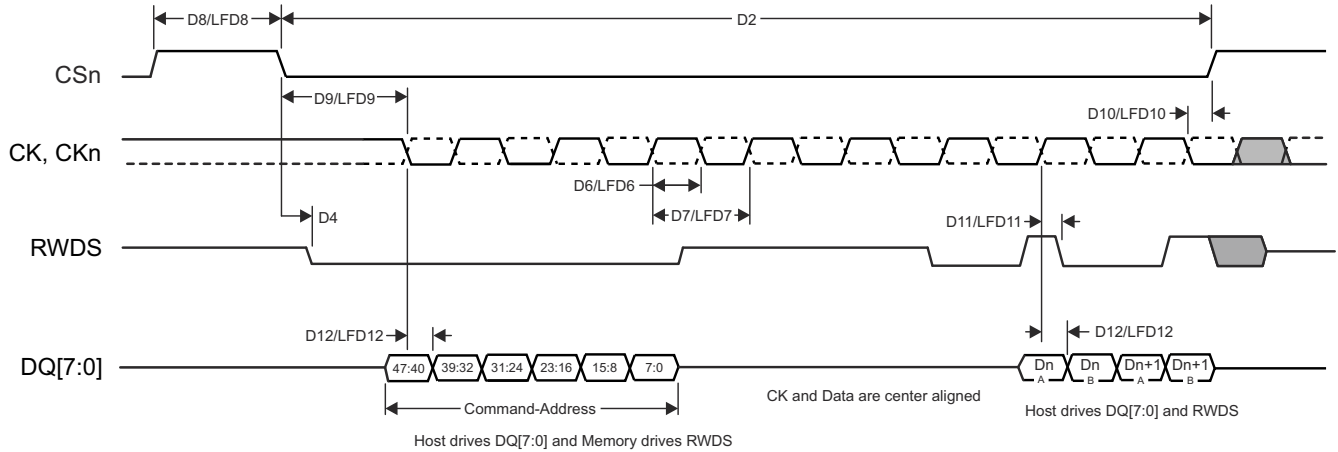 D8/LFD8
D2
CSn
D9/LFD9
D10/LFD10
CK, CKn
D6/LFD6
D7/LFD7
D4
D11/LFD11
RWDS
D12/LFD12
D12/LFD12
DQ[7:0]
47:40 39:32 31:24 23:16 15:8 7:0
Dn A Dn B Dn+1 A Dn+1 B
CK and Data are center aligned
Command-Address
Host drives DQ[7:0] and RWDS
Host drives DQ[7:0] and Memory drives RWDS